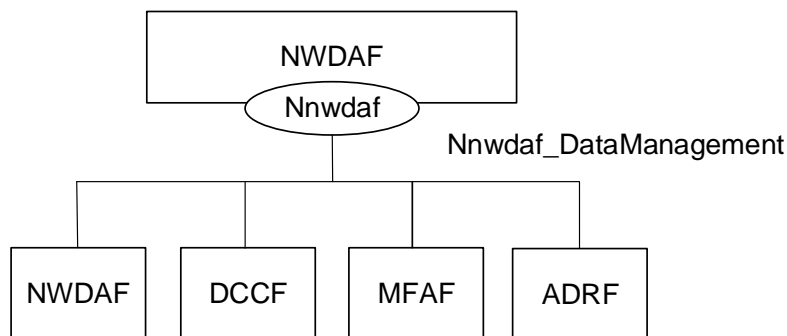 NWDAF
Nnwdaf
Nnwdaf_DataManagement
NWDAF DCCF MFAF ADRF